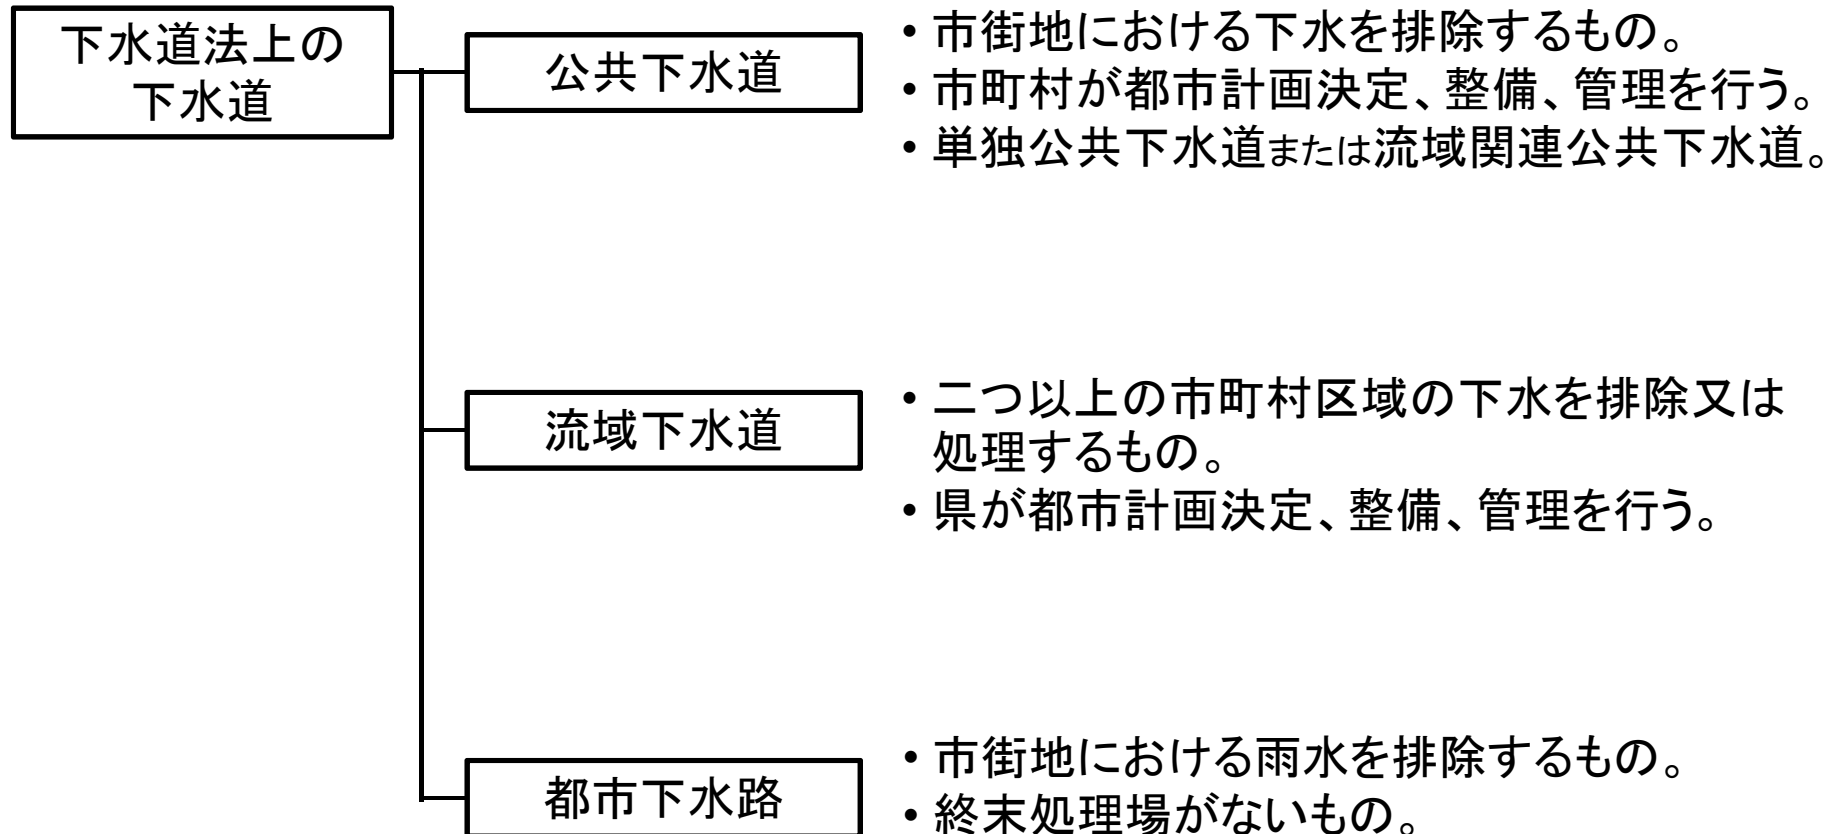 下水道法上の
下水道
公共下水道
・市街地における下水を排除するもの。
・市町村が都市計画決定、整備、管理を行う。
・単独公共下水道または流域関連公共下水道。
流域下水道
・二つ以上の市町村区域の下水を排除又は
処理するもの。
・県が都市計画決定、整備、管理を行う。
都市下水路
・市街地における雨水を排除するもの。
・終末処理場がないもの。